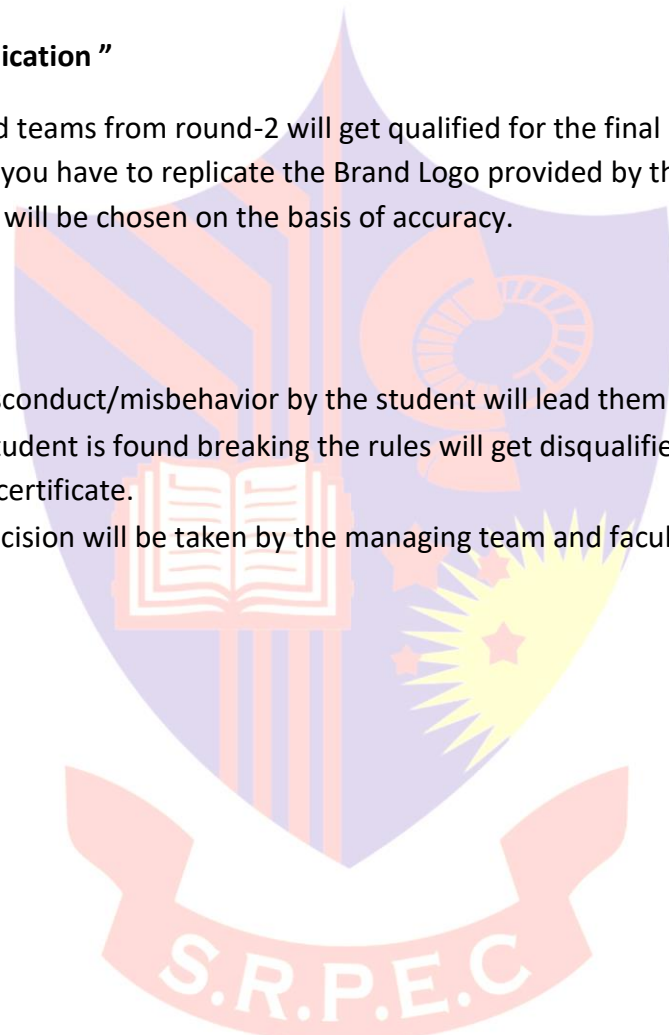 ication ”
d teams from round-2 will get qualified for the final
you have to replicate the Brand Logo provided by th
will be chosen on the basis of accuracy.
sconduct/misbehavior by the student will lead them
tudent is found breaking the rules will get disqualifie
certificate.
cision will be taken by the managing team and facul
S.R.P.E.C